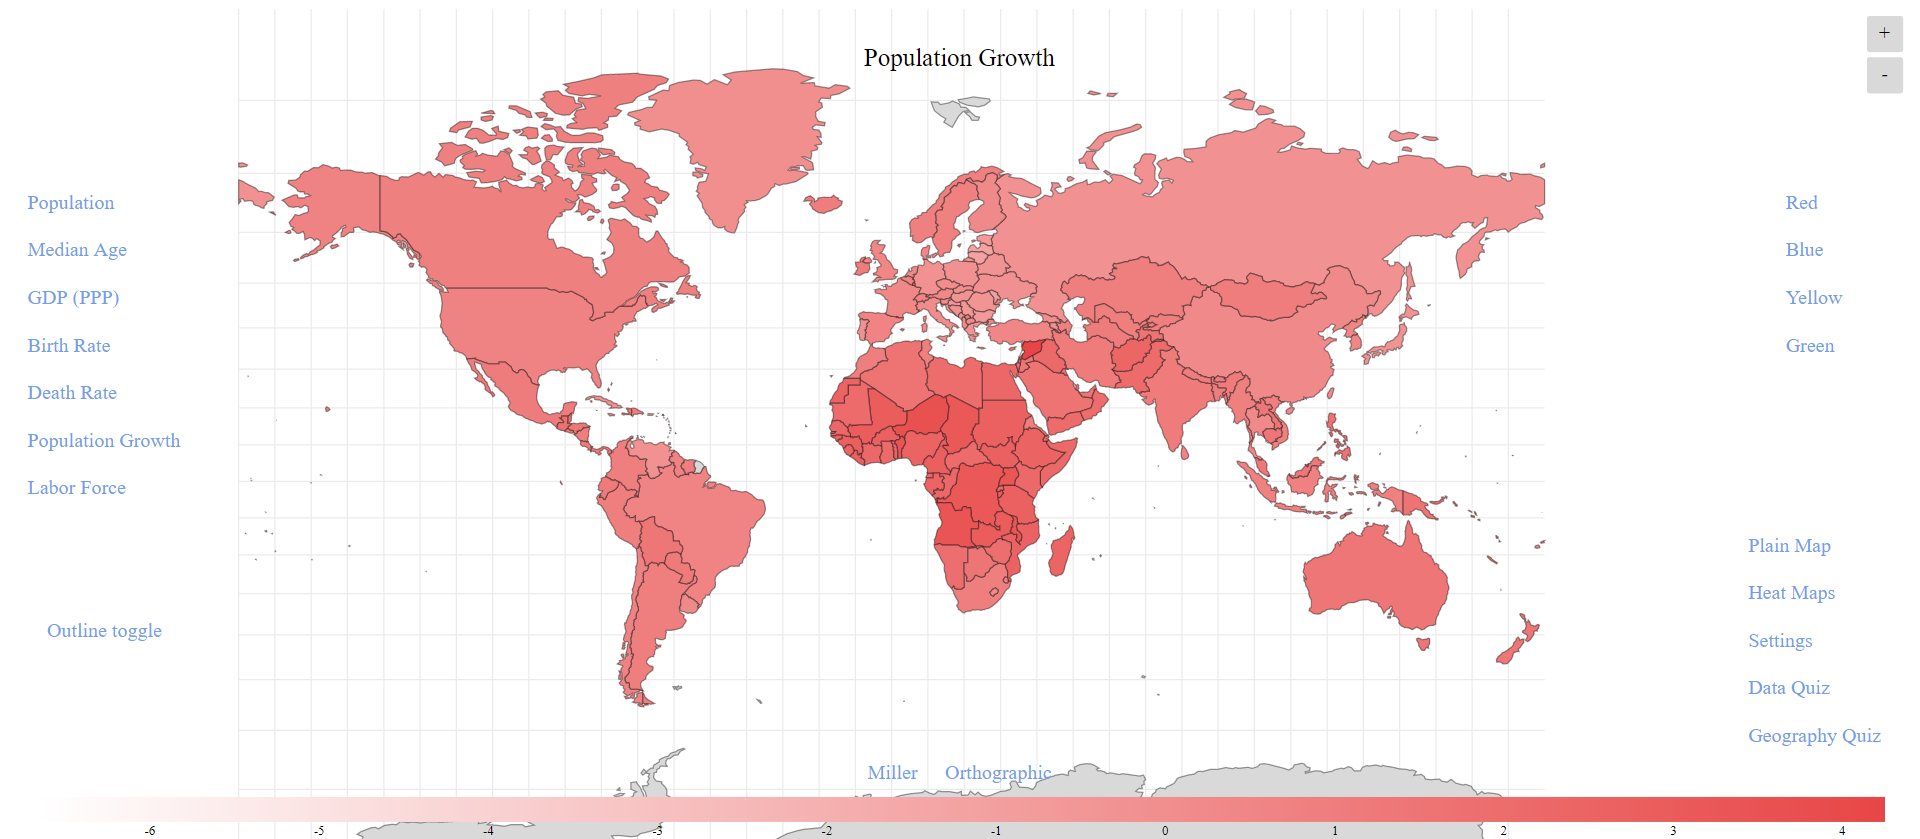 +
-
Population Growth
Population
Median Age
GDP (PPP)
Birth Rate
Death Rate
Population Growth
Labor Force
Outline toggle
Red
Blue
Yellow
Green
Plain Map
Heat Maps
Settings
Data Quiz
Geography Quiz
Miller Orthographic
-6 -5 -4 -3 -2 -1 0 1 2 3 4